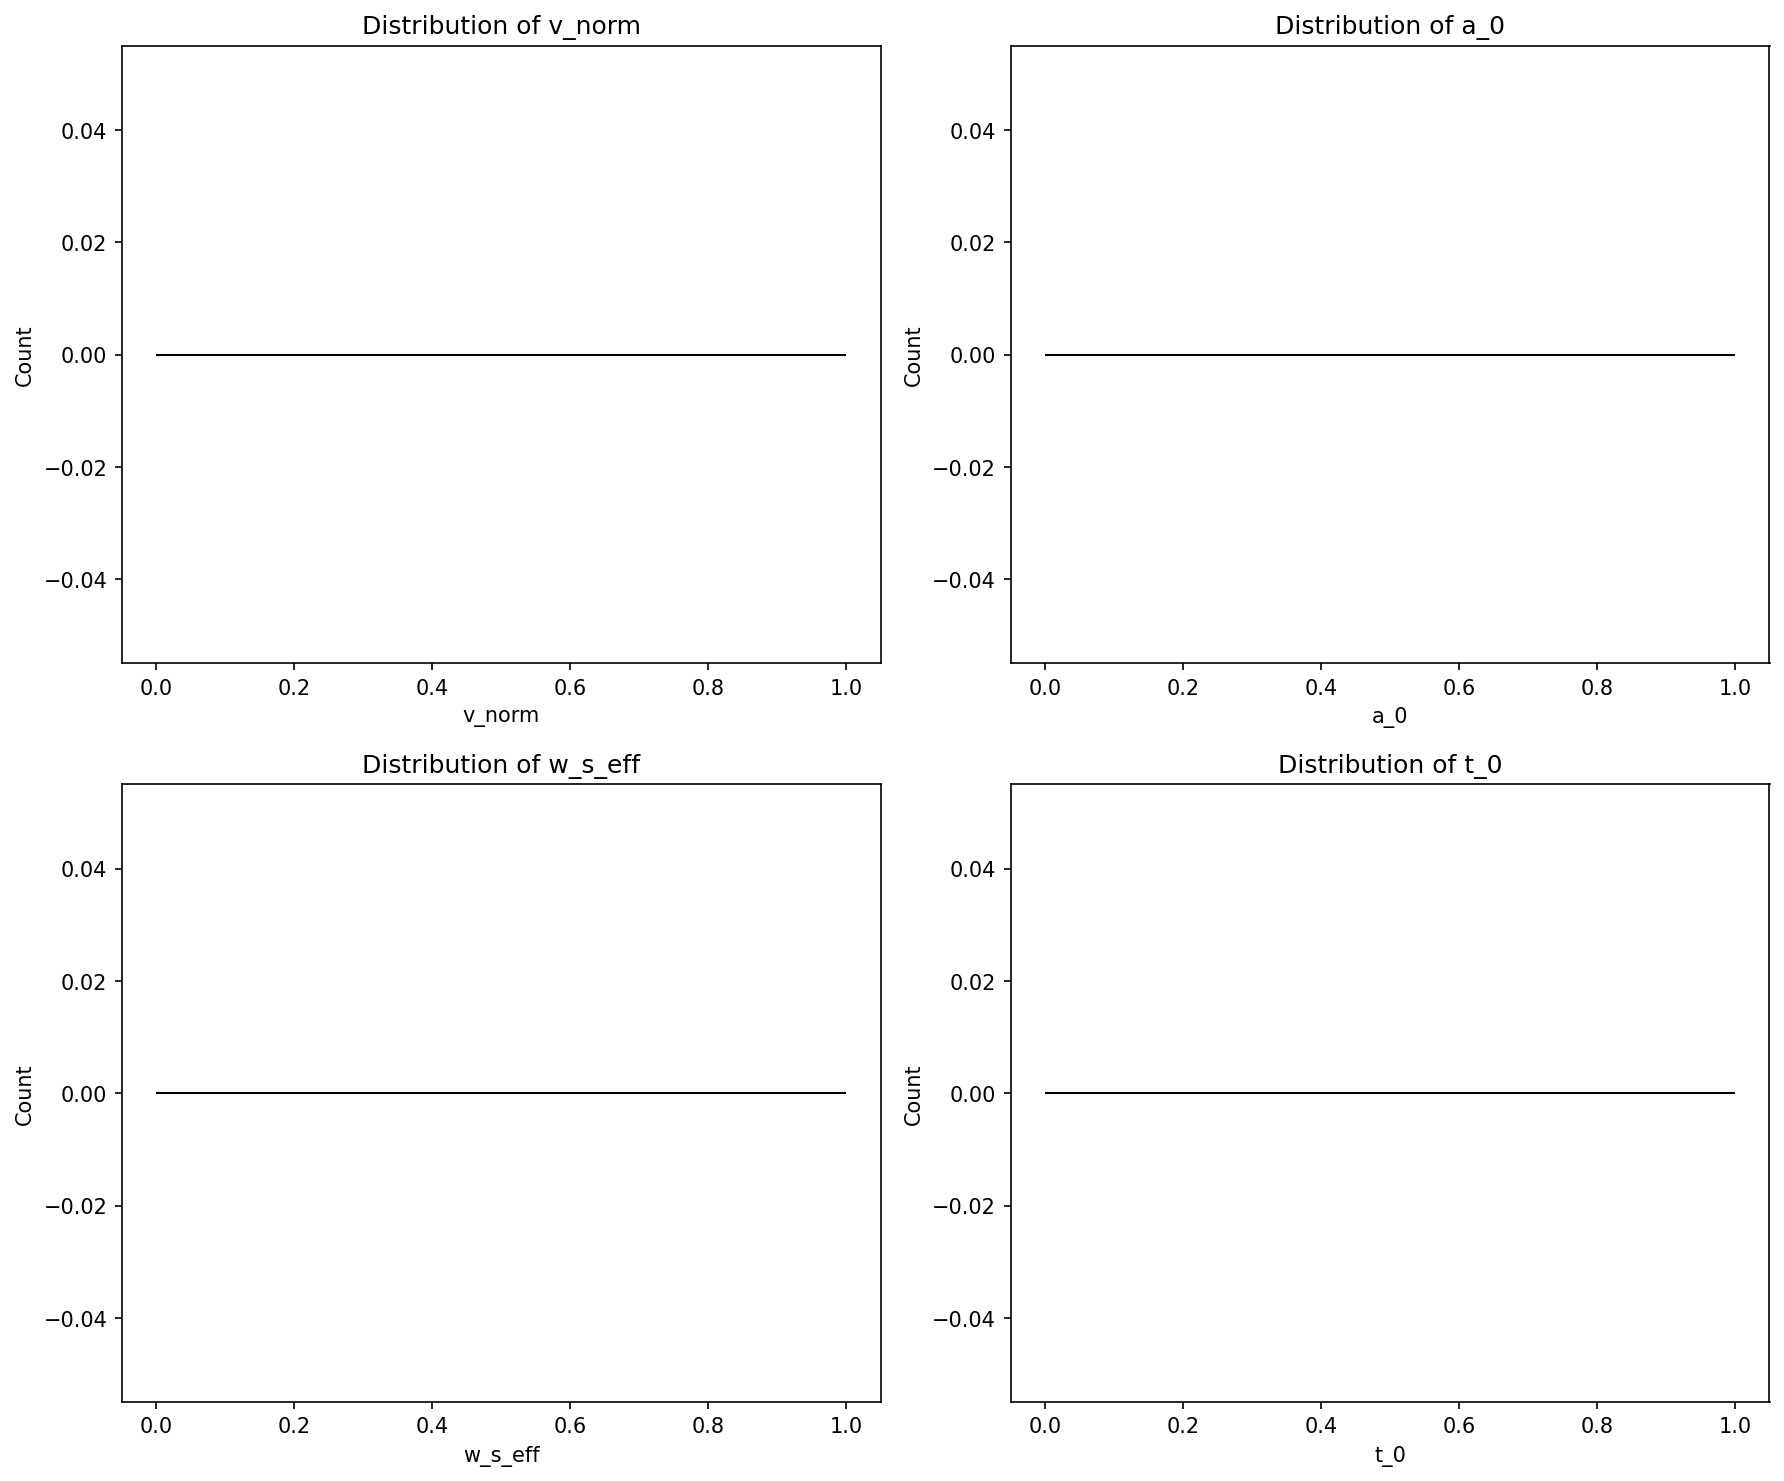 Distribution of v_norm
Count
0.04
0.02
0.00
−0.02
−0.04
0.0 0.2 0.4 0.6 0.8 1.0
v_norm
Distribution of a_0
Count
0.04
0.02
0.00
−0.02
−0.04
0.0 0.2 0.4 0.6 0.8 1.0
a_0
Distribution of w_s_eff
Count
0.04
0.02
0.00
−0.02
−0.04
0.0 0.2 0.4 0.6 0.8 1.0
w_s_eff
Distribution of t_0
Count
0.04
0.02
0.00
−0.02
−0.04
0.0 0.2 0.4 0.6 0.8 1.0
t_0